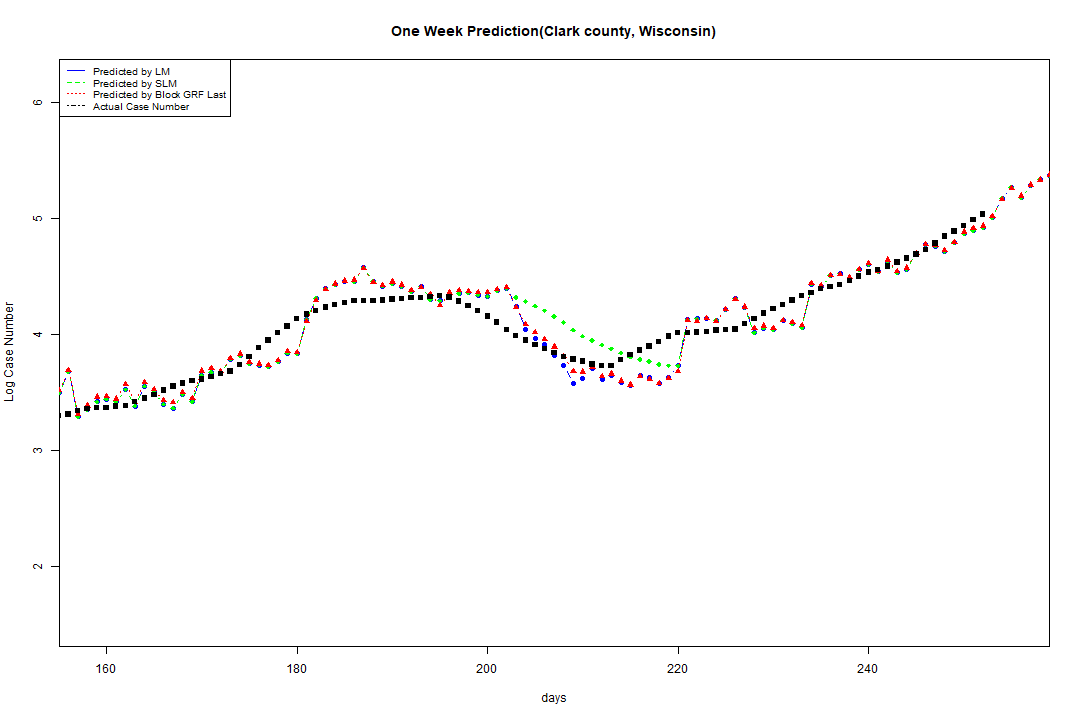 One Week Prediction(Clark county, Wisconsin)
Predicted by LM
Predicted by SLM
Predicted by Block GRF Last
Actual Case Number
6
5
4
3
2
Log Case Number
160 180 200 220 240
days